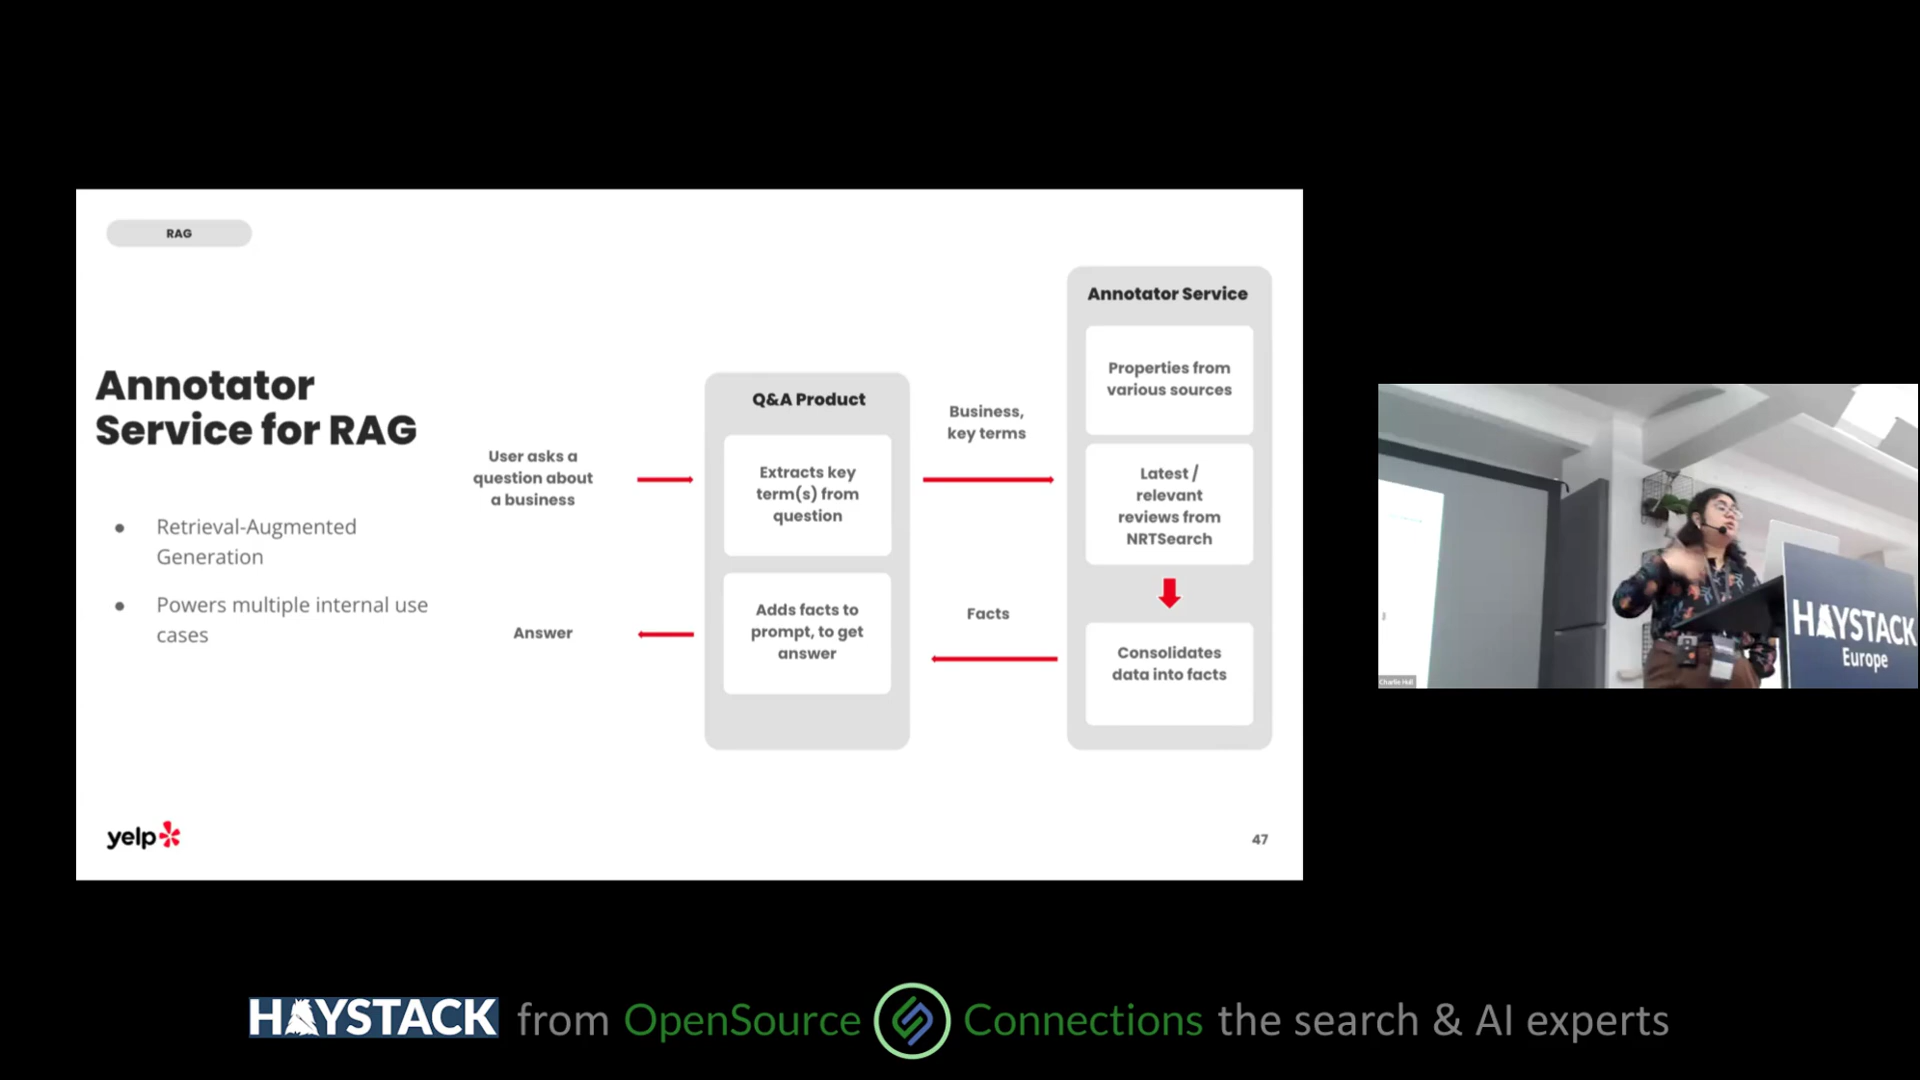 RAG
Annotator
Service for RAG
● Retrieval-Augmented
Generation
● Powers multiple internal use
cases
User asks a
question about
a business
Answer
Q&A Product
Extracts key
term(s) from
question
Adds facts to
prompt, to get
answer
Business,
key terms
Facts
Annotator Service
Properties from
various sources
Latest /
relevant
reviews from
NRTSearch
Consolidates
data into facts
yelp
47
HAYSTACK
Europe
Charlie Hull
HAYSTACK from OpenSource Connections the search & AI experts